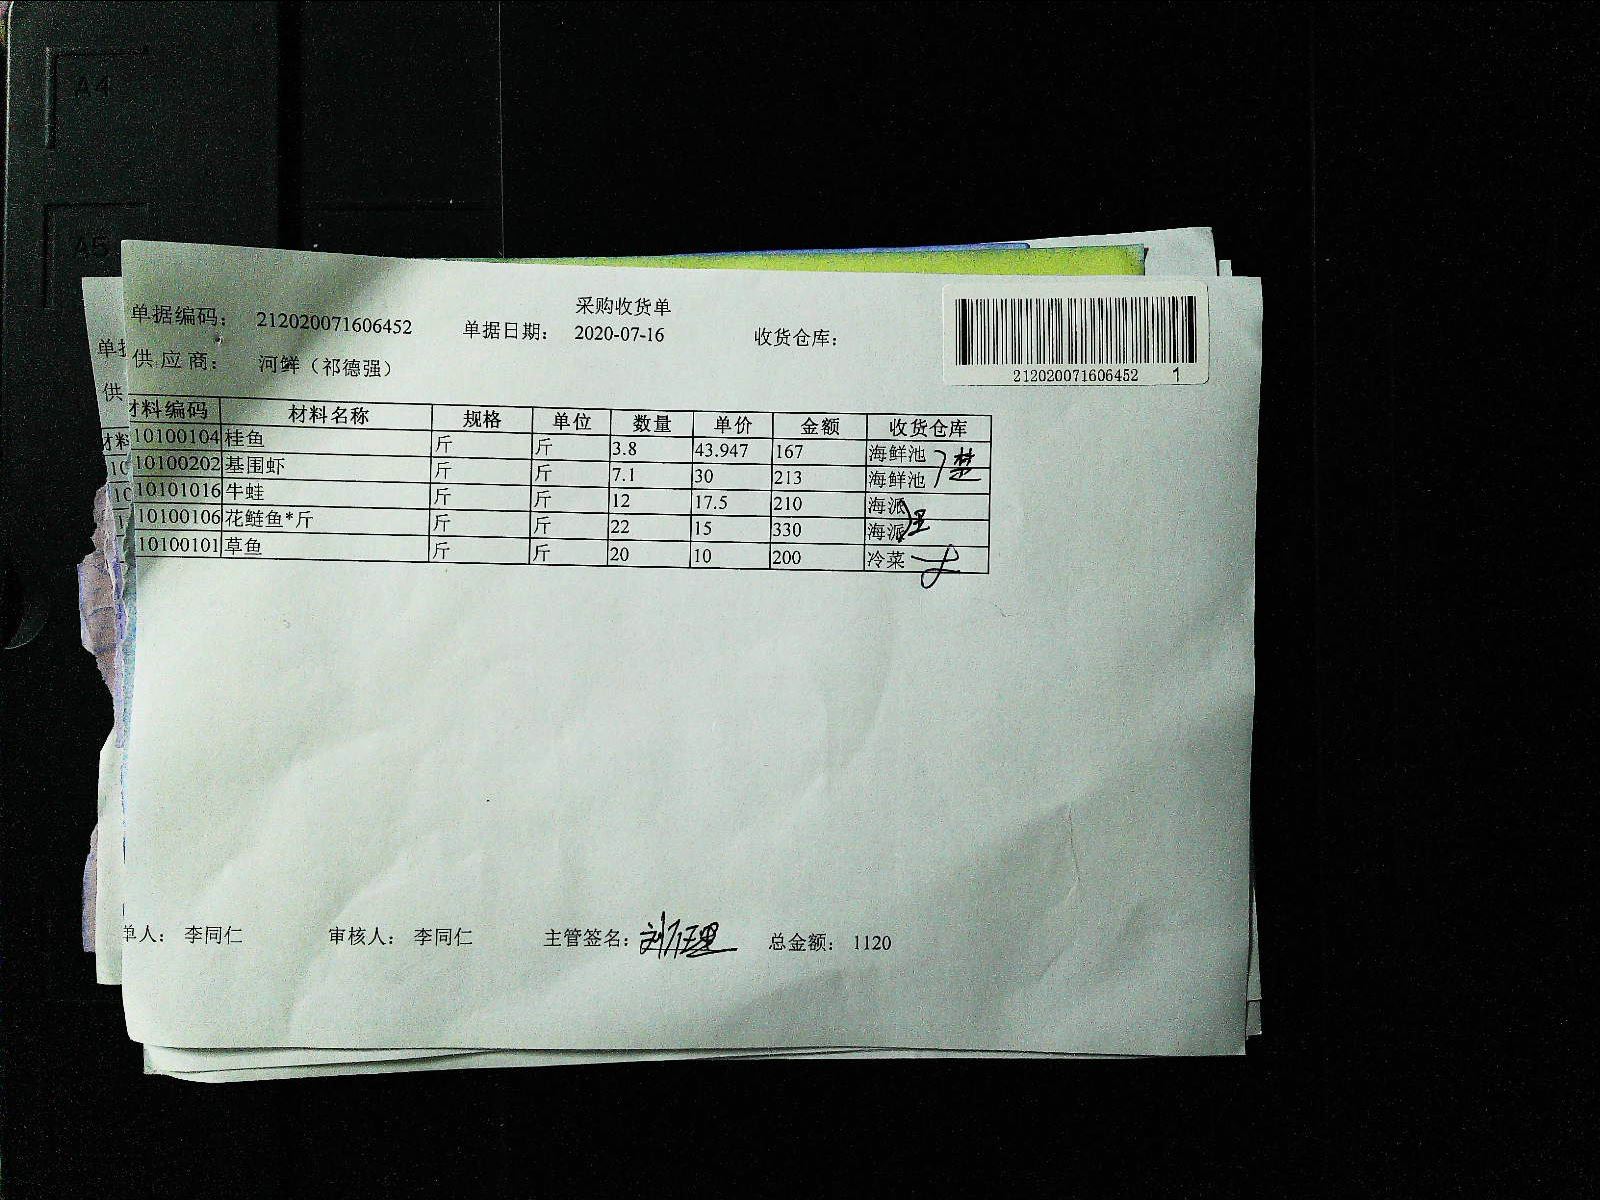 A4
A5
采购收货单
单据编码： 212020071606452 单据日期： 2020-07-16 收货仓库：
供应商： 河鲜（祁德强）
212020071606452 1
材料编码 材料名称 规格 单位 数量 单价 金额 收货仓库
10100104 桂鱼 斤 斤 3.8 43.947 167 海鲜池
10100202 基围虾 斤 斤 7.1 30 213 海鲜池
10101016 牛蛙 斤 斤 12 17.5 210 海派
10100106 花鲢鱼*斤 斤 斤 22 15 330 海派
10100101 草鱼 斤 斤 20 10 200 冷菜
单人： 李同仁 审核人： 李同仁 主管签名： 总金额： 1120